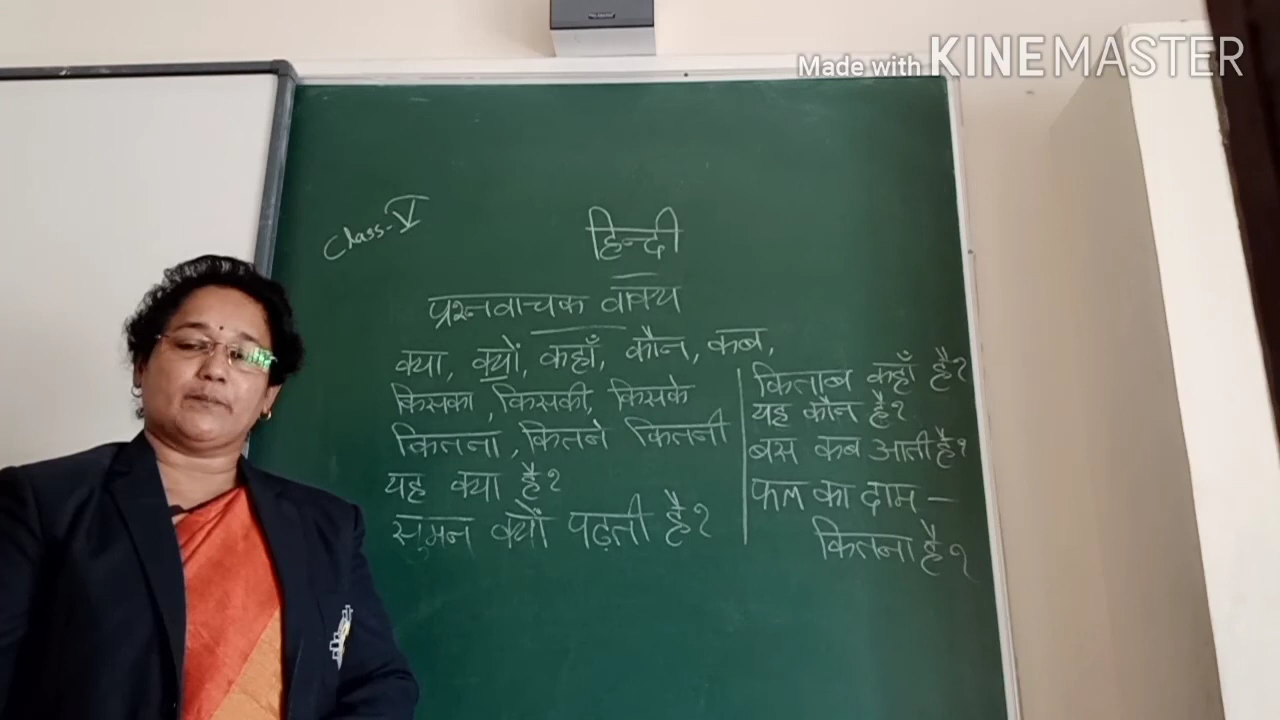 Made with KINEMASTER
Class-V
हिन्दी
प्रश्नवाचक वाक्य
क्या, क्यों, कहाँ, कौन, कब,
किसका, किसकी, किसके
कितना, कितने कितनी
यह क्या है?
सुमन क्यों पढ़ती है?
किताब कहाँ है?
यह कौन है?
बस कब आती है?
फल का दाम –
कितना है?